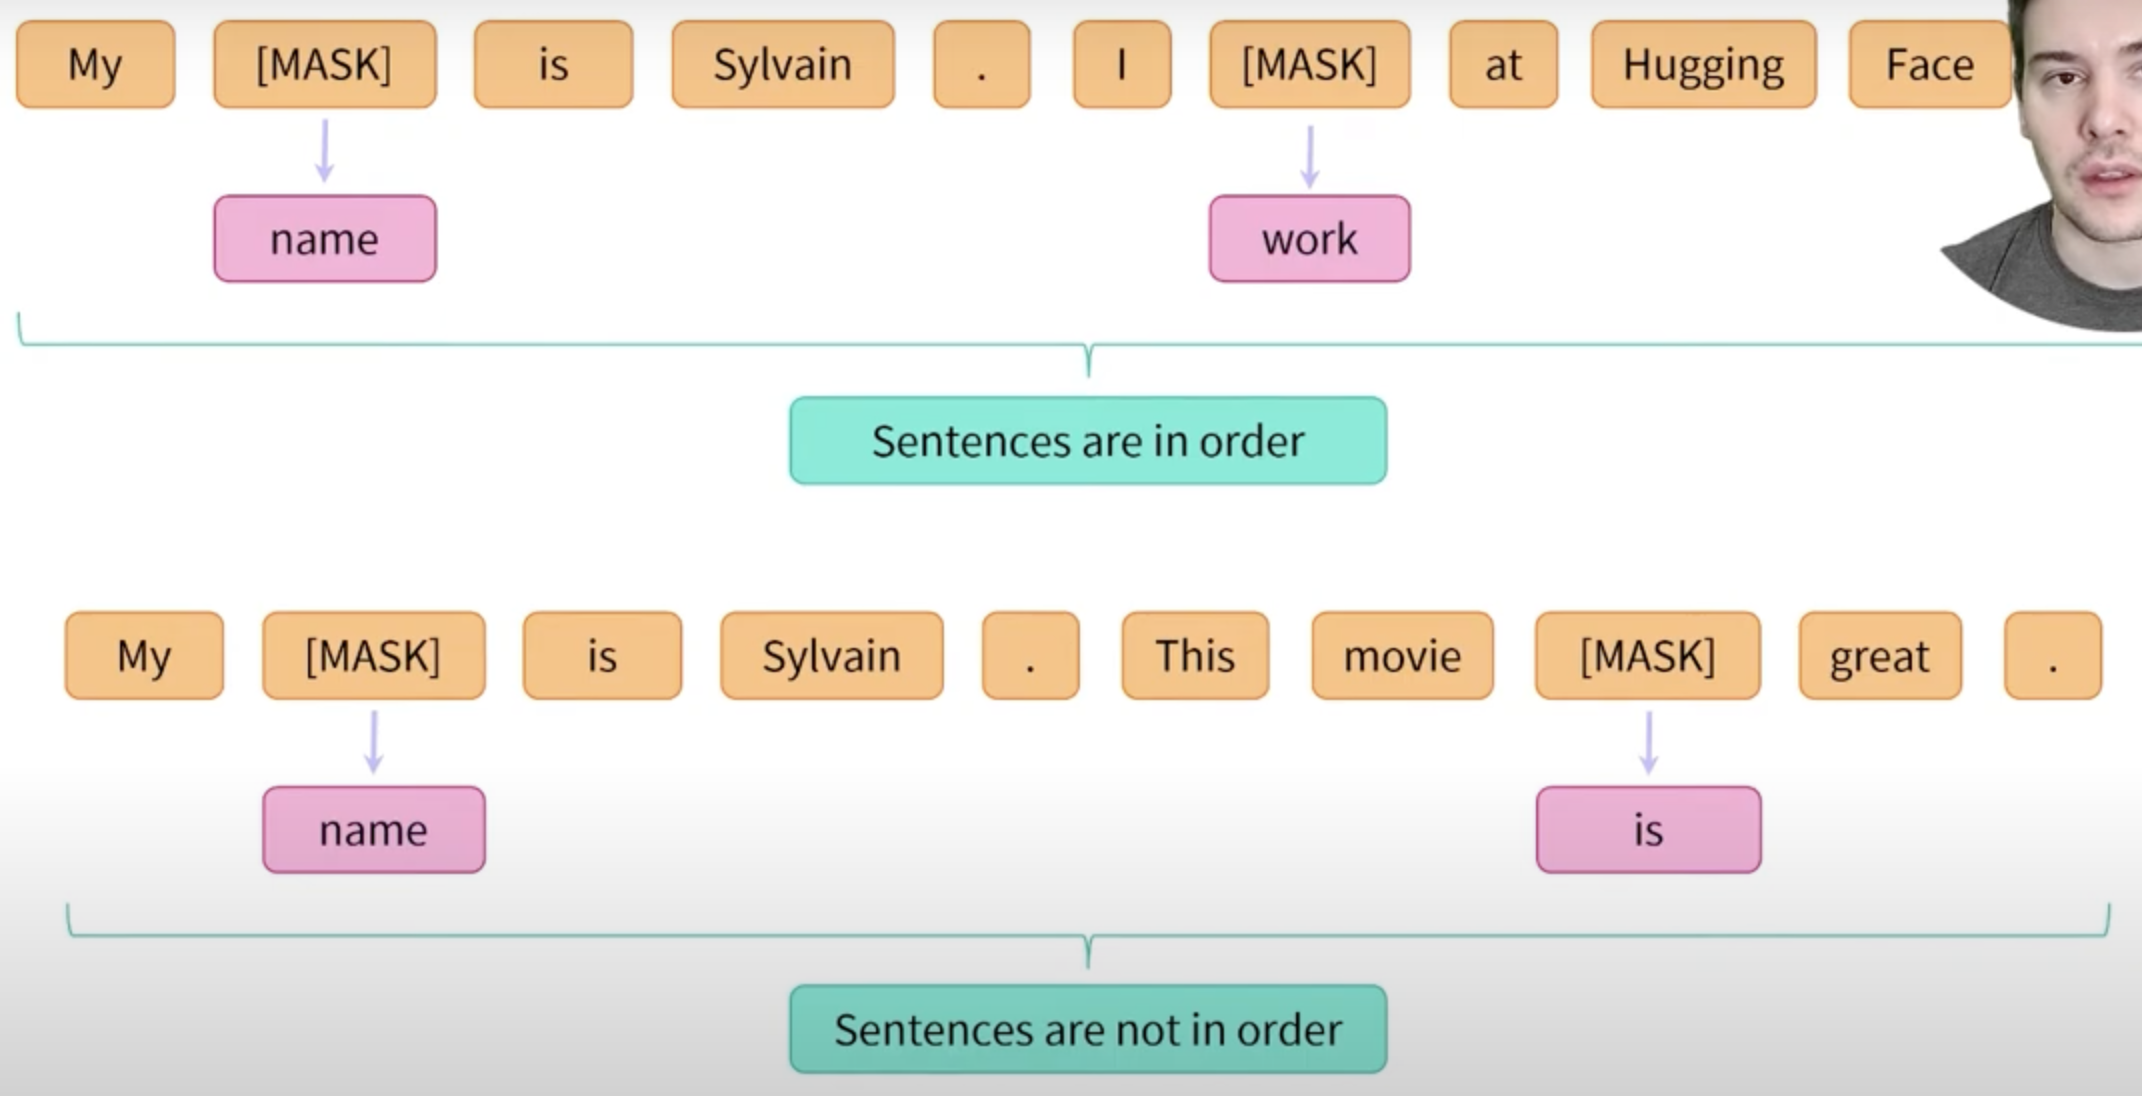 My [MASK] is Sylvain . I [MASK] at Hugging Face
name work
Sentences are in order
My [MASK] is Sylvain . This movie [MASK] great .
name is
Sentences are not in order